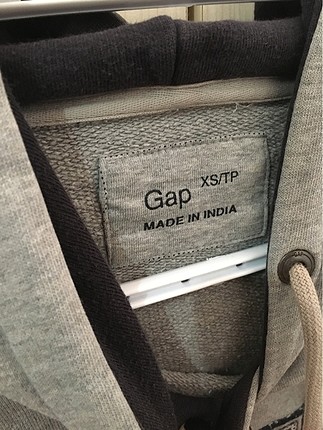 Gap XS/TP
MADE IN INDIA